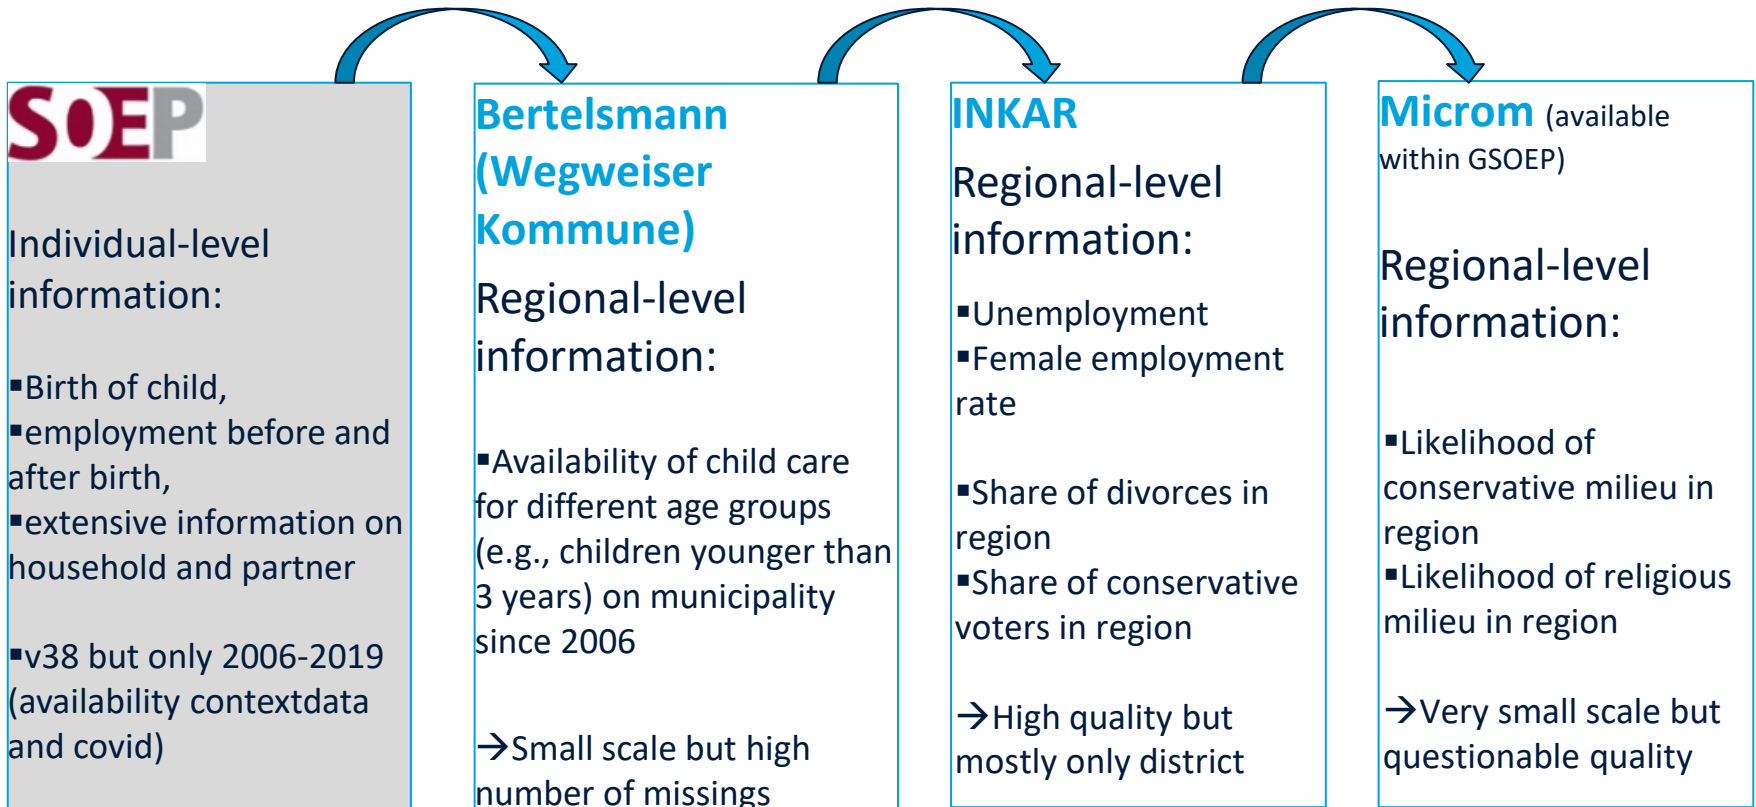 SOEP
Individual-level
information:
▪Birth of child,
▪employment before and
after birth,
▪extensive information on
household and partner
▪v38 but only 2006-2019
(availability contextdata
and covid)
Bertelsmann
(Wegweiser
Kommune)
Regional-level
information:
▪Availability of child care
for different age groups
(e.g., children younger than
3 years) on municipality
since 2006
→Small scale but high
number of missings
INKAR
Regional-level
information:
▪Unemployment
▪Female employment
rate
▪Share of divorces in
region
▪Share of conservative
voters in region
→High quality but
mostly only district
Microm (available
within GSOEP)
Regional-level
information:
▪Likelihood of
conservative milieu in
region
▪Likelihood of religious
milieu in region
→Very small scale but
questionable quality